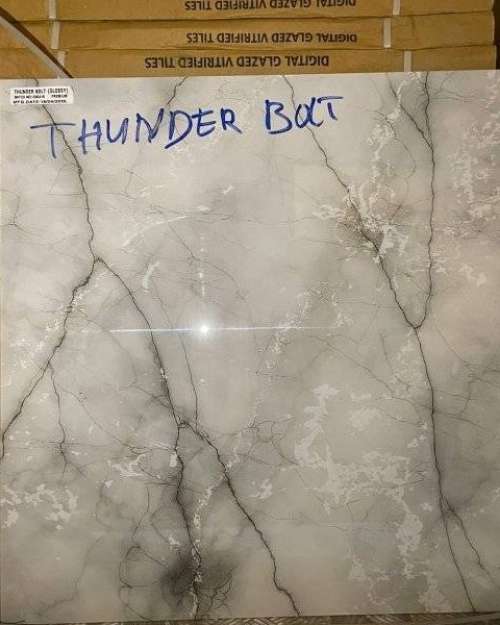 DIGITAL GLAZED VITRIFIED TILES
DIGITAL GLAZED VITRIFIED TILES
DIGITAL GLAZED VITRIFIED TILES
THUNDER BOLT (GLOSSY)
THUNDER BOLT